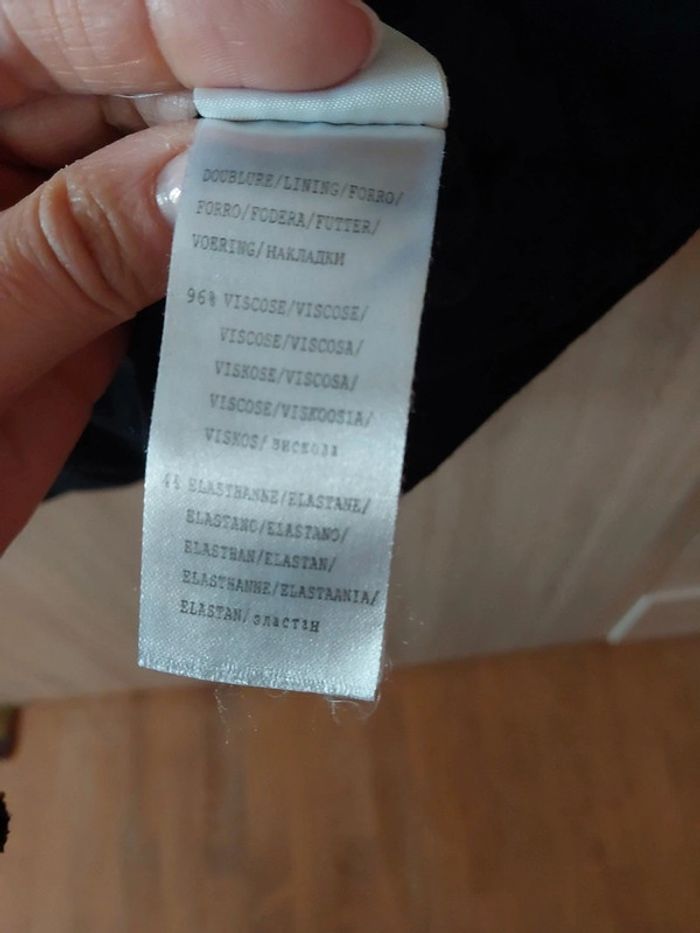 DOUBLURE/LINING/FORRO/
FORRO/FODERA/FUTTER/
VOERING/НАКЛАДКИ
96% VISCOSE/VISCOSE/
VISCOSE/VISCOSA/
VISKOSE/VISCOSA/
VISCOSE/VISKOOSIA/
VISKOS/вискоза
4% ELASTHANNE/ELASTANE/
ELASTANO/ELASTANO/
ELASTHAN/ELASTAN/
ELASTHANNE/ELASTAANIA/
ELASTAN/эластан